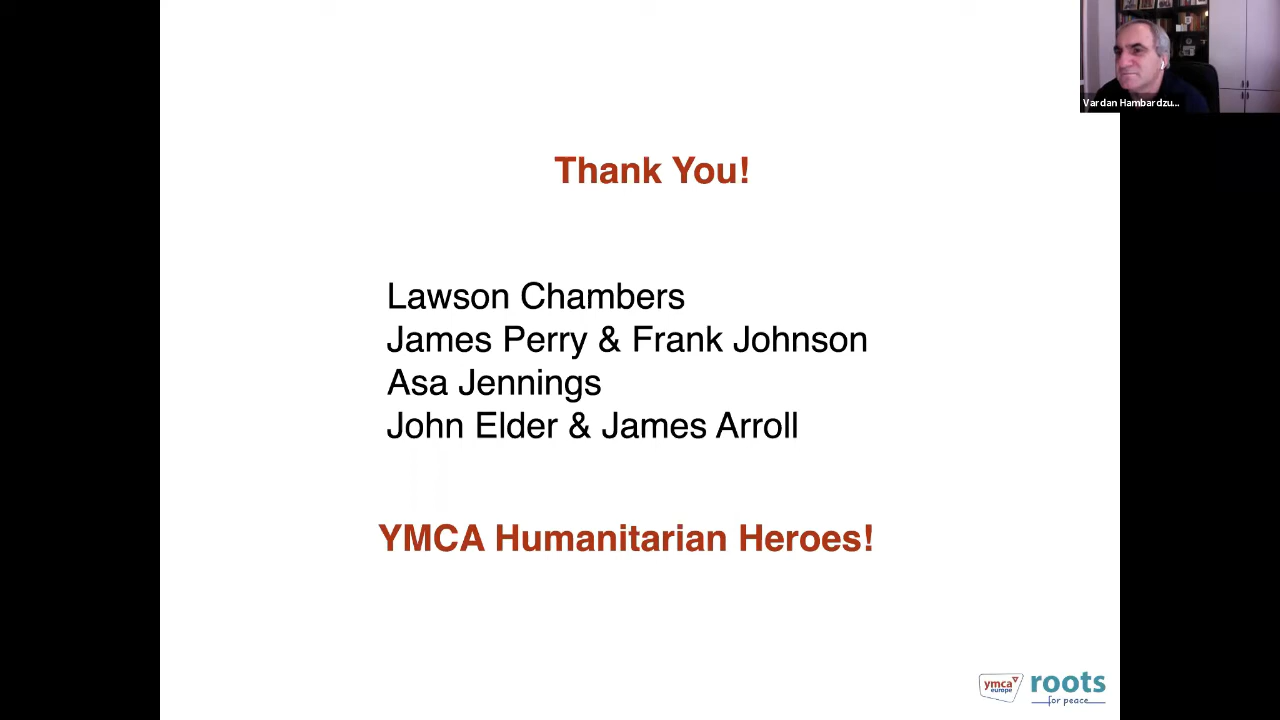 Vardan Hambardzu...
Thank You!
Lawson Chambers
James Perry & Frank Johnson
Asa Jennings
John Elder & James Arroll
YMCA Humanitarian Heroes!
ymca
europe
roots
for peace